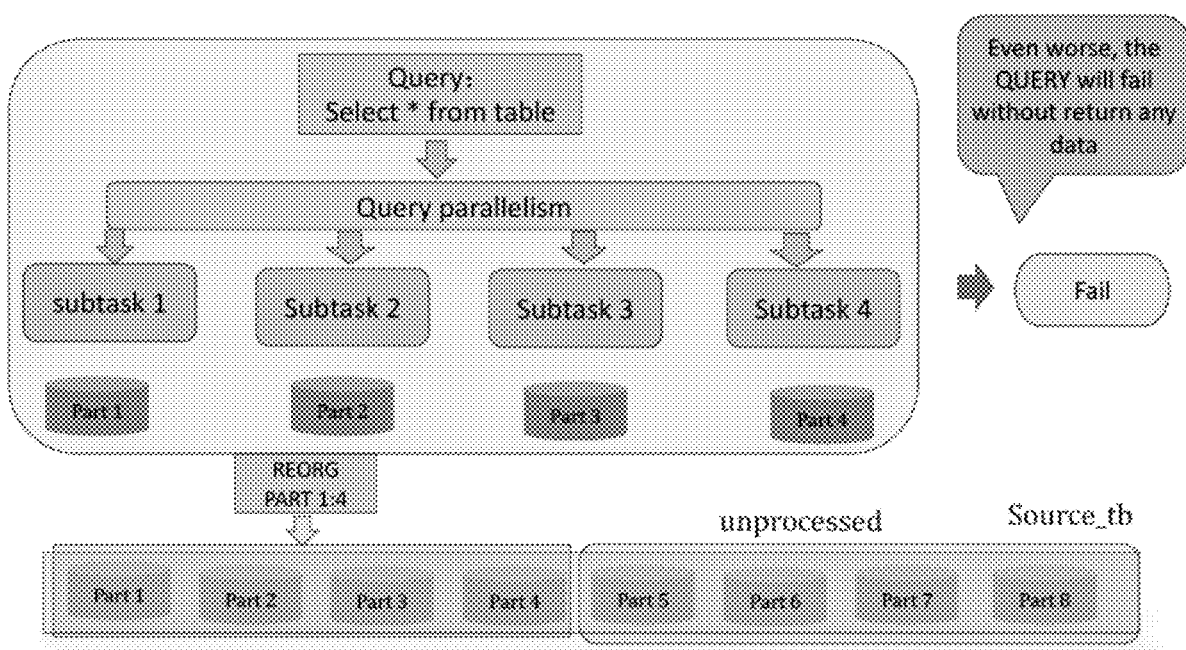 Query:
Select * from table
Even worse, the
QUERY will fail
without return any
data
Query parallelism
subtask 1
Subtask 2
Subtask 3
Subtask 4
Fail
Part 1
Part 2
Part 3
Part 4
REORG
PART 1:4
unprocessed
Source_tb
Part 1
Part 2
Part 3
Part 4
Part 5
Part 6
Part 7
Part 8